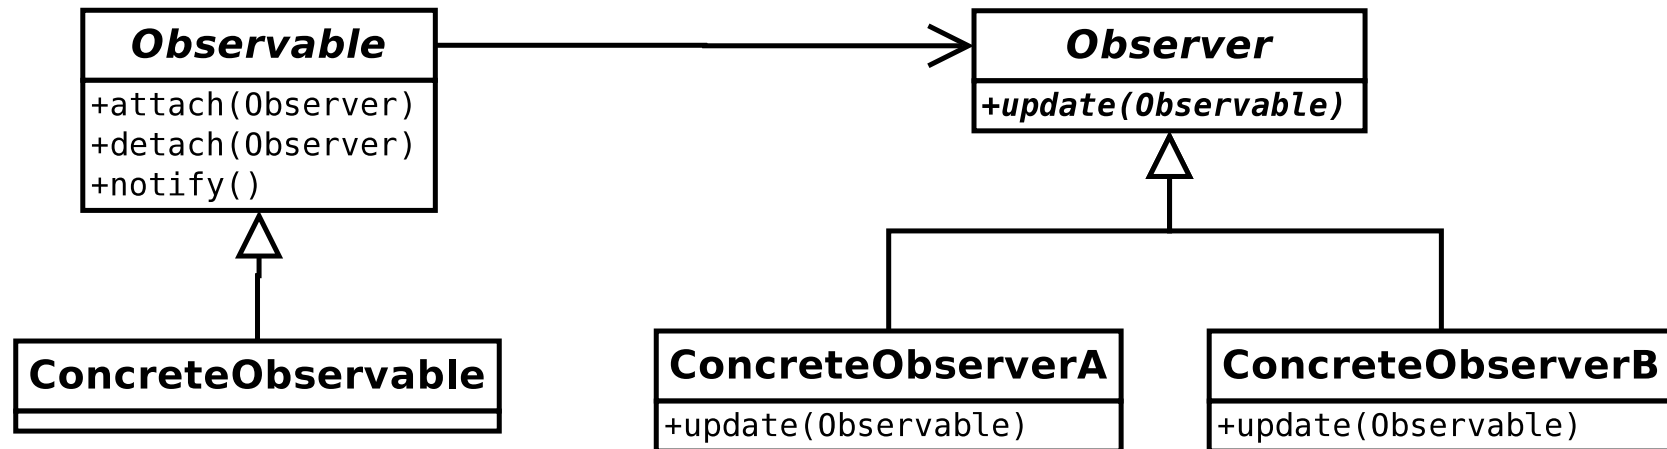 Observable
+attach(Observer)
+detach(Observer)
+notify()
Observer
+update(Observable)
ConcreteObservable
ConcreteObserverA
+update(Observable)
ConcreteObserverB
+update(Observable)